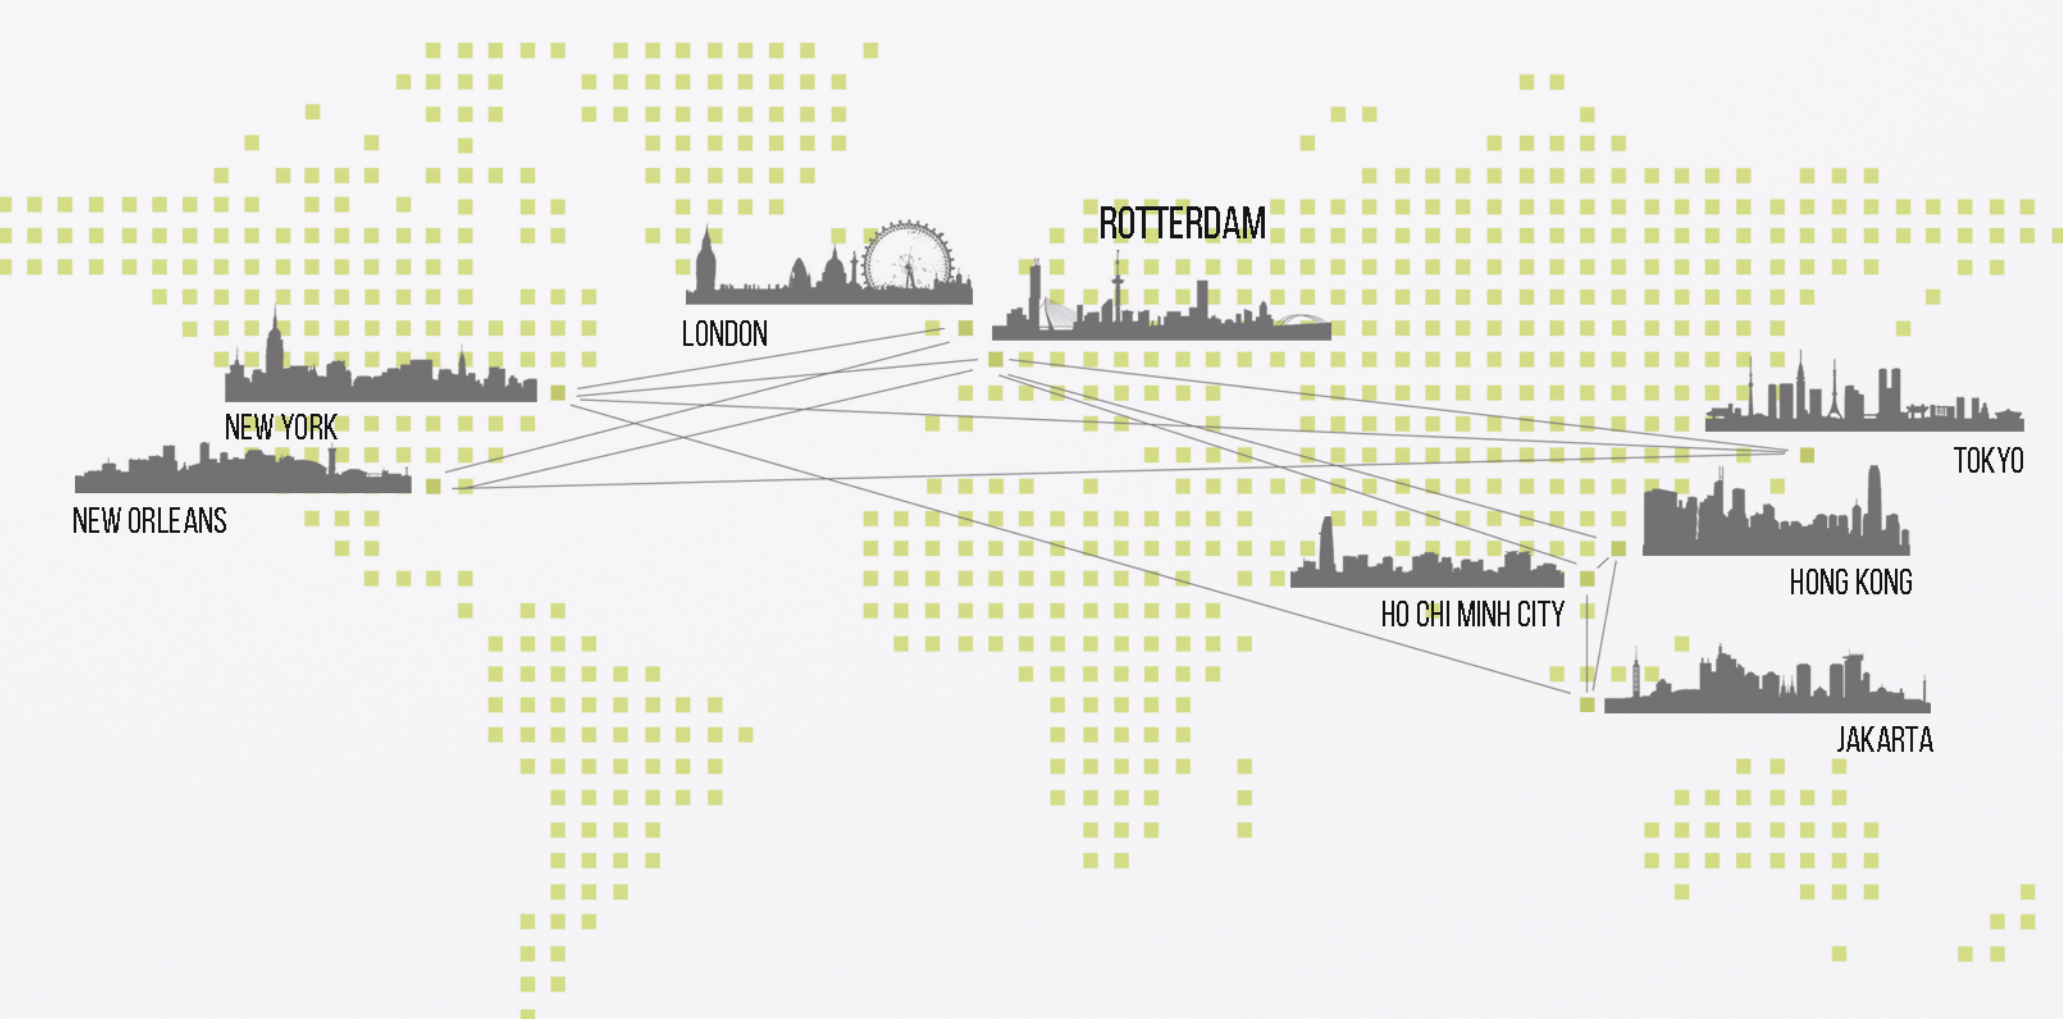 ROTTERDAM
LONDON
NEW YORK
TOKYO
NEW ORLEANS
HONG KONG
HO CHI MINH CITY
JAKARTA